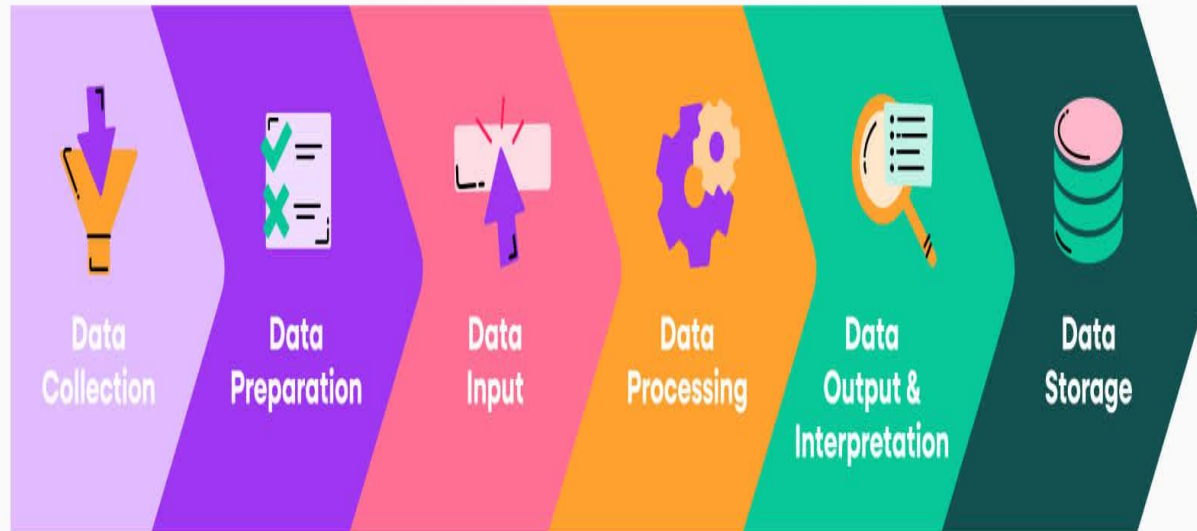 Data
Collection
Data
Preparation
Data
Input
Data
Processing
Data
Output &
Interpretation
Data
Storage